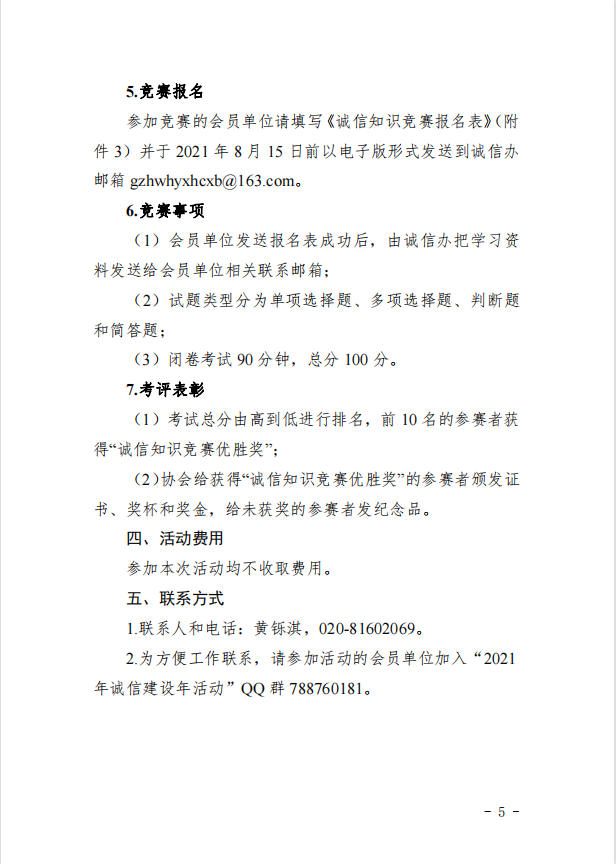 5.竞赛报名
参加竞赛的会员单位请填写《诚信知识竞赛报名表》（附
件 3）并于 2021 年 8 月 15 日前以电子版形式发送到诚信办
邮箱 gzhwhyxhcxb@163.com。
6.竞赛事项
（1）会员单位发送报名表成功后，由诚信办把学习资
料发送给会员单位相关联系邮箱；
（2）试题类型分为单项选择题、多项选择题、判断题
和简答题；
（3）闭卷考试 90 分钟，总分 100 分。
7.考评表彰
（1）考试总分由高到低进行排名，前 10 名的参赛者获
得“诚信知识竞赛优胜奖”；
（2）协会给获得“诚信知识竞赛优胜奖”的参赛者颁发证
书、奖杯和奖金，给未获奖的参赛者发纪念品。
四、活动费用
参加本次活动均不收取费用。
五、联系方式
1.联系人和电话：黄铄淇，020-81602069。
2.为方便工作联系，请参加活动的会员单位加入“2021
年诚信建设年活动”QQ 群 788760181。
- 5 -